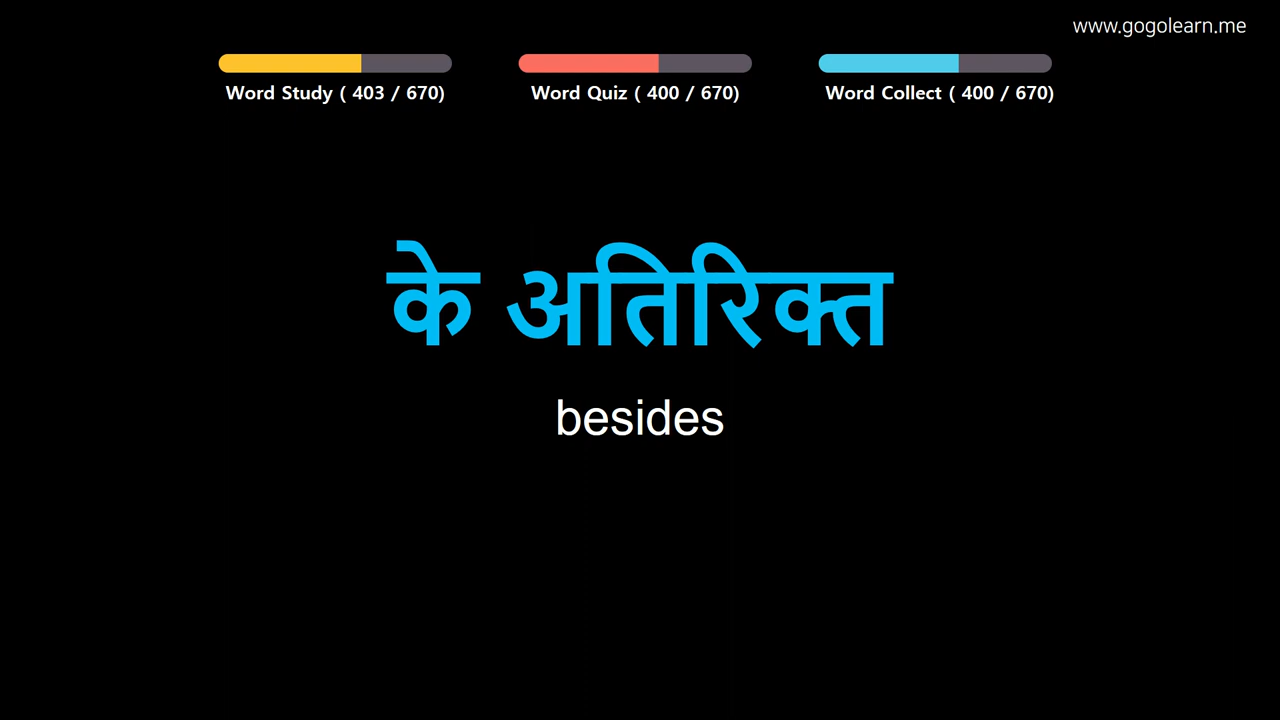 www.gogolearn.me
Word Study ( 403 / 670) Word Quiz ( 400 / 670) Word Collect ( 400 / 670)
के अतिरिक्त
besides